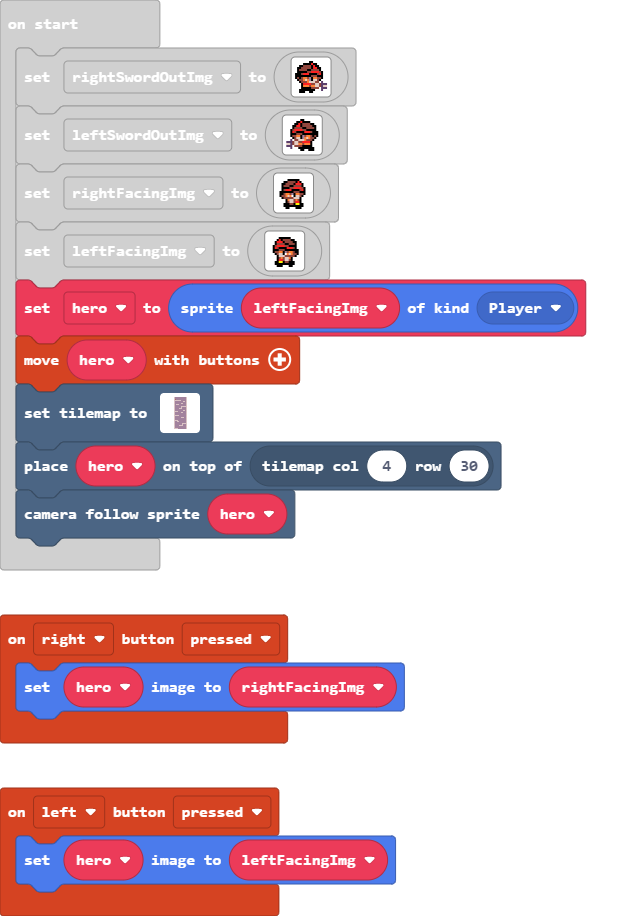 on start
set rightSwordOutImg to
set leftSwordOutImg to
set rightFacingImg to
set leftFacingImg to
set hero to sprite leftFacingImg of kind Player
move hero with buttons
set tilemap to
place hero on top of tilemap col 4 row 30
camera follow sprite hero
on right button pressed
set hero image to rightFacingImg
on left button pressed
set hero image to leftFacingImg